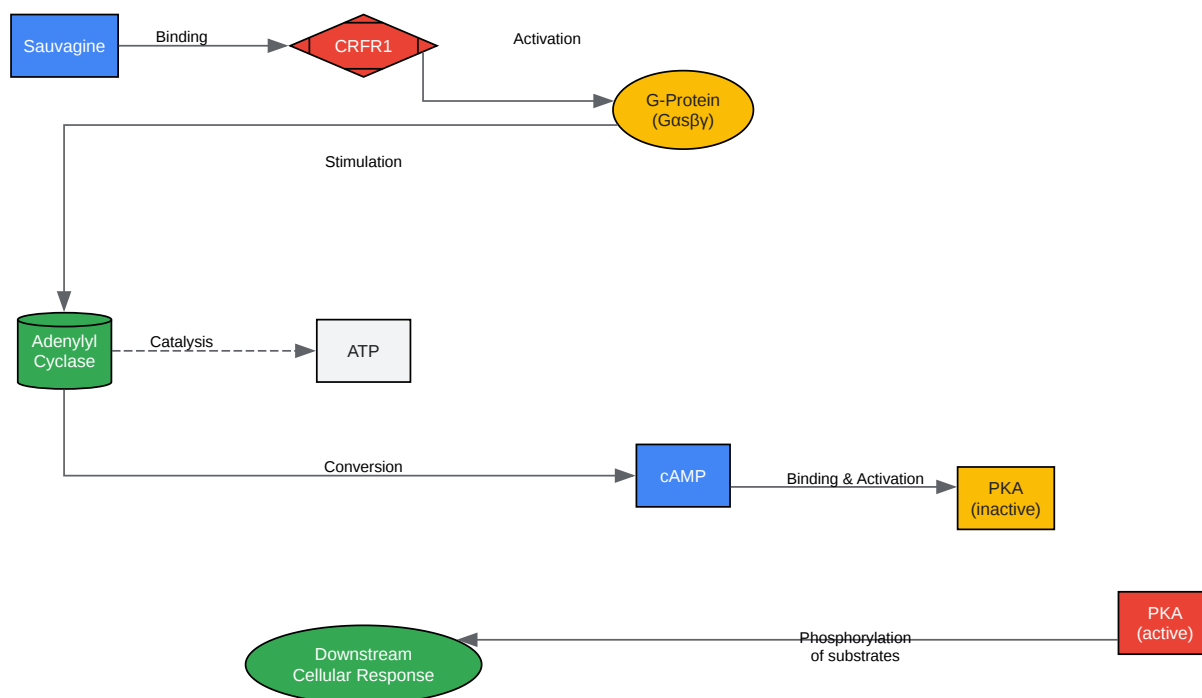 Sauvagine
Binding
CRFR1
Activation
G-Protein
(Gαsβγ)
Stimulation
Adenylyl
Cyclase
Catalysis
ATP
Conversion
cAMP
Binding & Activation
PKA
(inactive)
PKA
(active)
Phosphorylation
of substrates
Downstream
Cellular Response